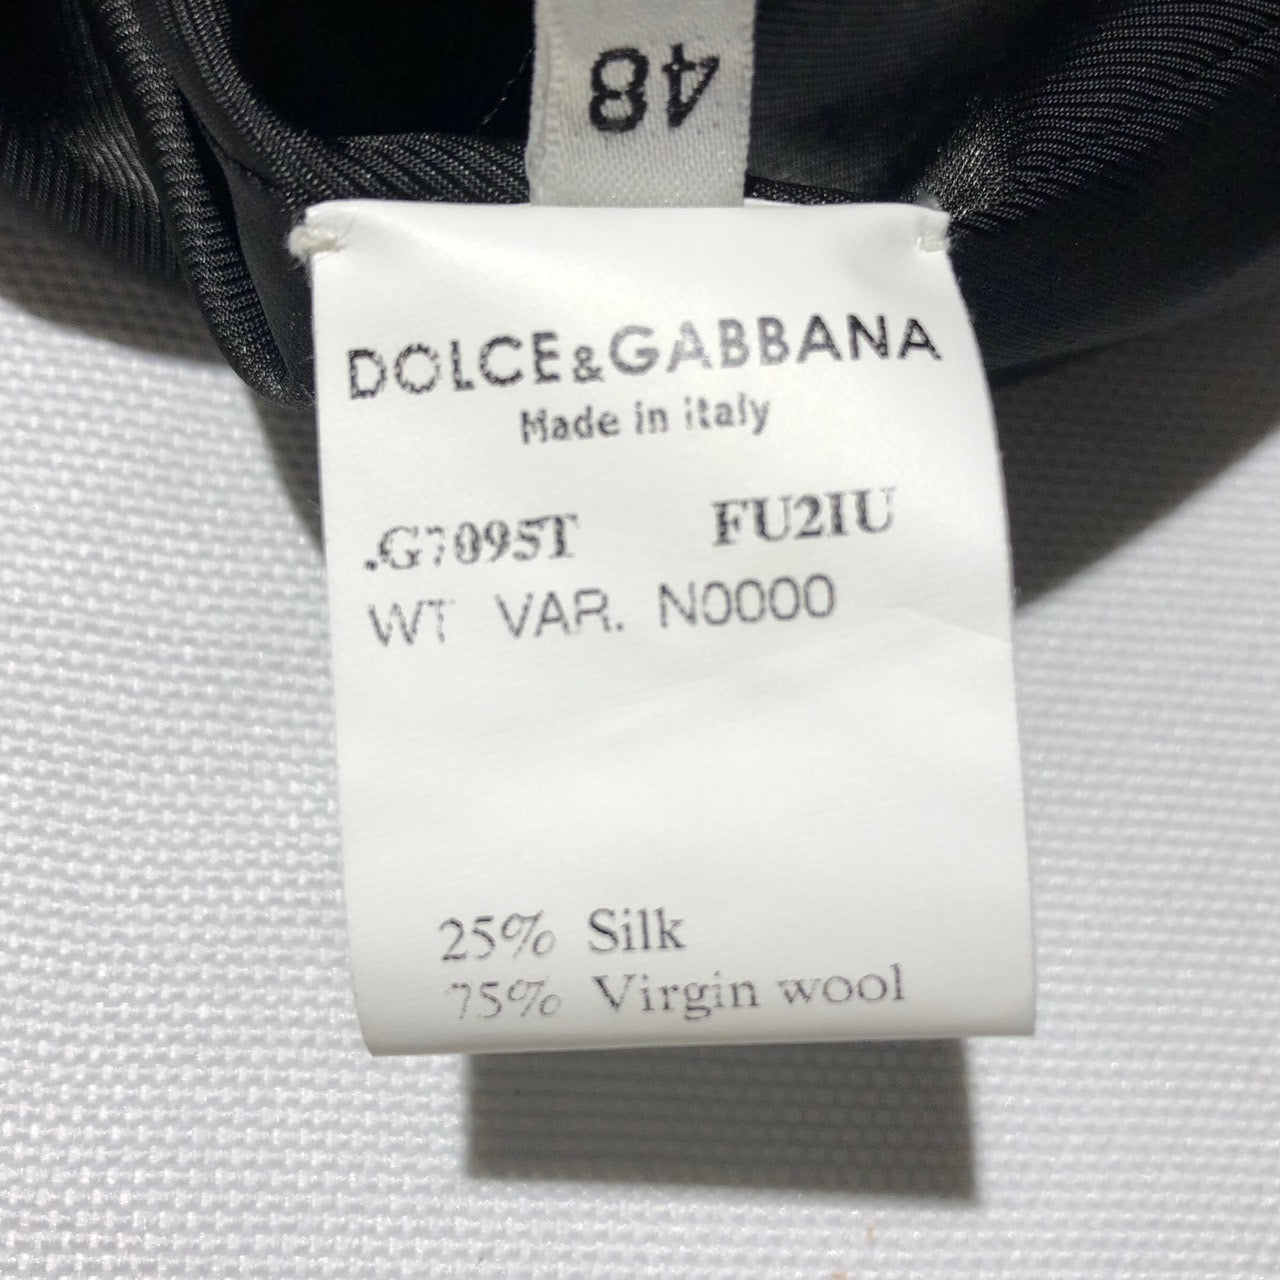 48
DOLCE&GABBANA
Made in italy
.G7095T FU2IU
WT VAR. N0000
25% Silk
75% Virgin wool